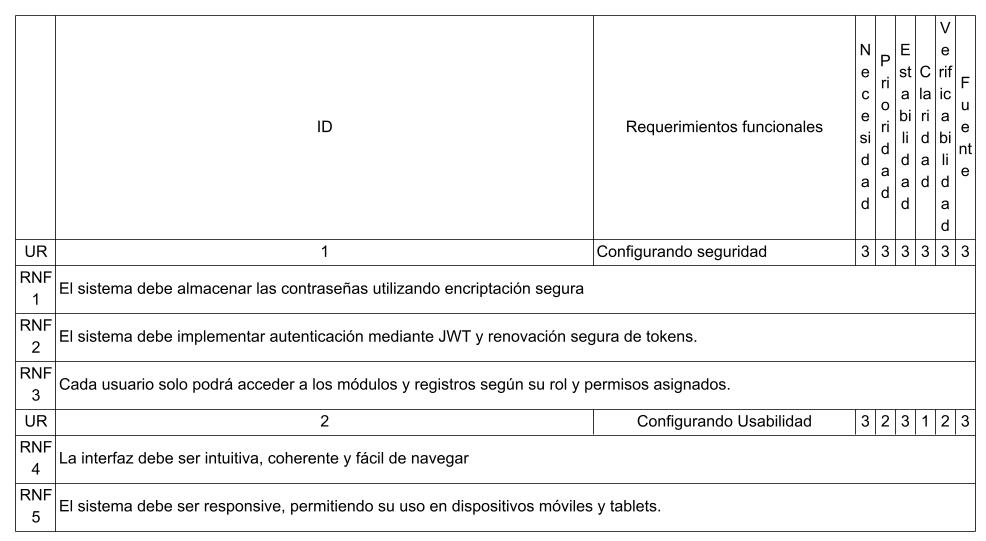 ID
Requerimientos funcionales
Necesidad
Prioridad
Estabilidad
Claridad
Verificabilidad
Fuente
UR 1 Configurando seguridad 3 3 3 3 3 3
RNF 1 El sistema debe almacenar las contraseñas utilizando encriptación segura
RNF 2 El sistema debe implementar autenticación mediante JWT y renovación segura de tokens.
RNF 3 Cada usuario solo podrá acceder a los módulos y registros según su rol y permisos asignados.
UR 2 Configurando Usabilidad 3 2 3 1 2 3
RNF 4 La interfaz debe ser intuitiva, coherente y fácil de navegar
RNF 5 El sistema debe ser responsive, permitiendo su uso en dispositivos móviles y tablets.